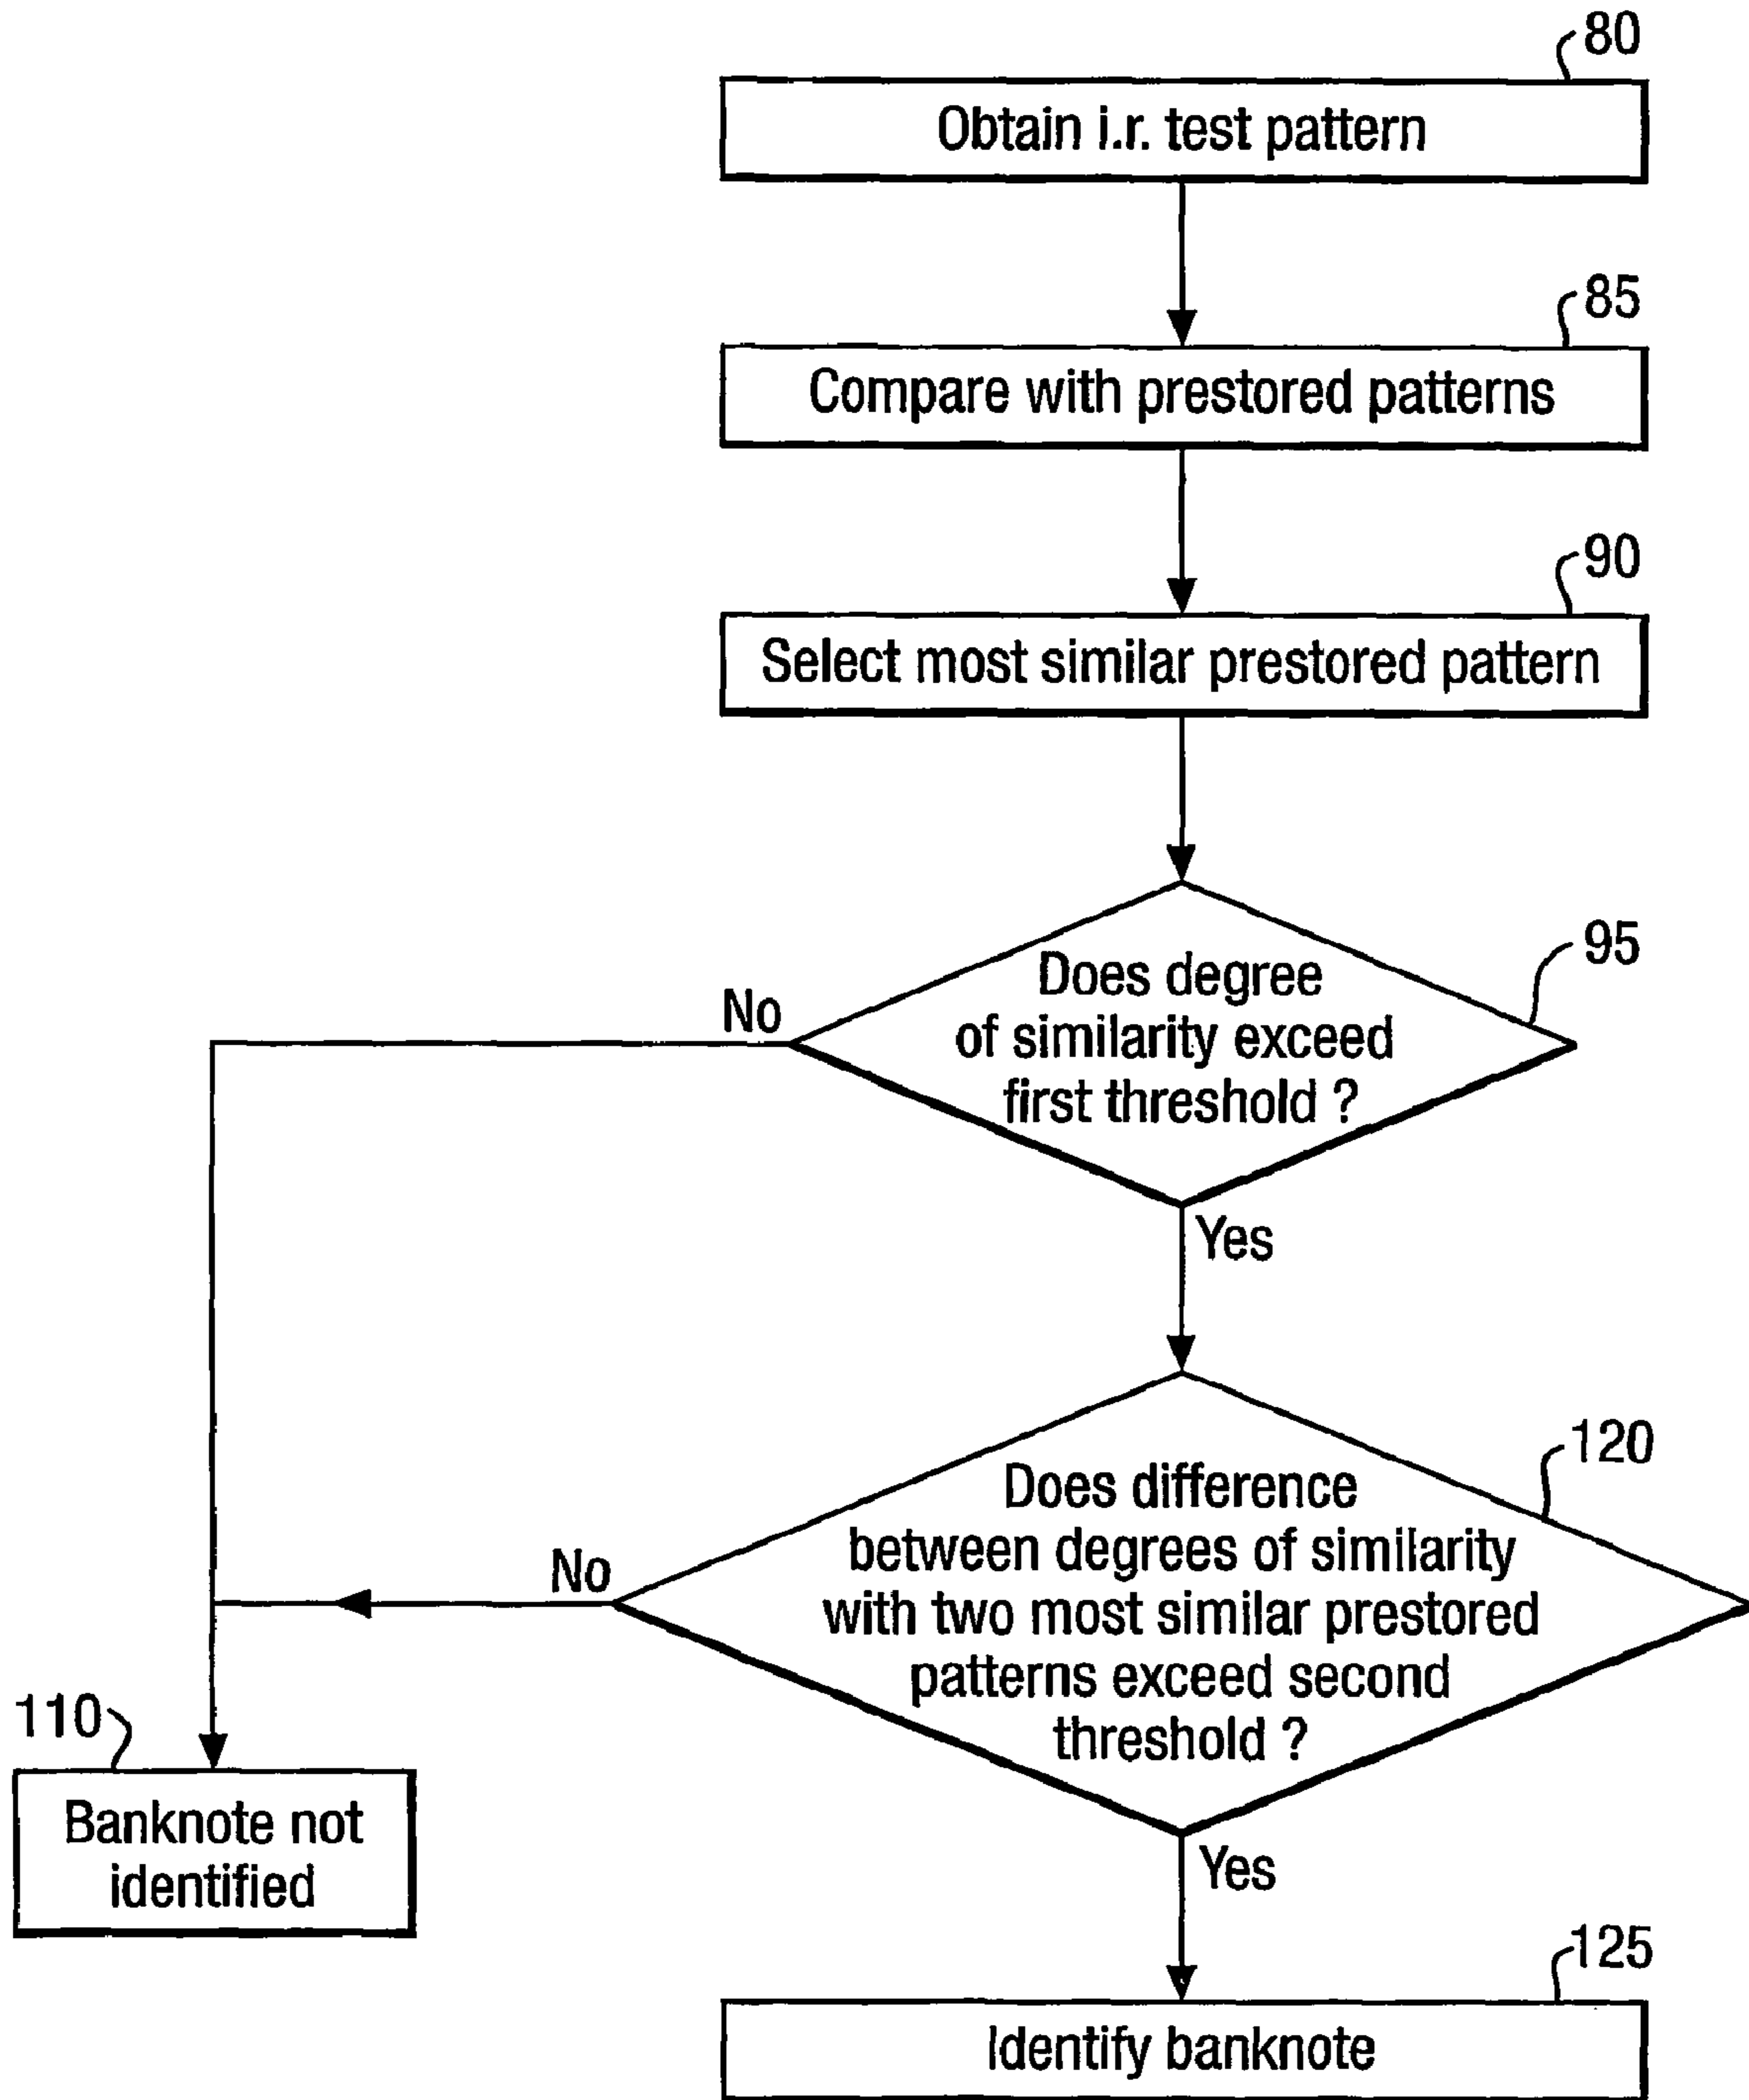 80
Obtain i.r. test pattern
85
Compare with prestored patterns
90
Select most similar prestored pattern
95
Does degree
of similarity exceed
first threshold ?
No
Yes
120
Does difference
between degrees of similarity
with two most similar prestored
patterns exceed second
threshold ?
No
Yes
110
Banknote not
identified
125
Identify banknote